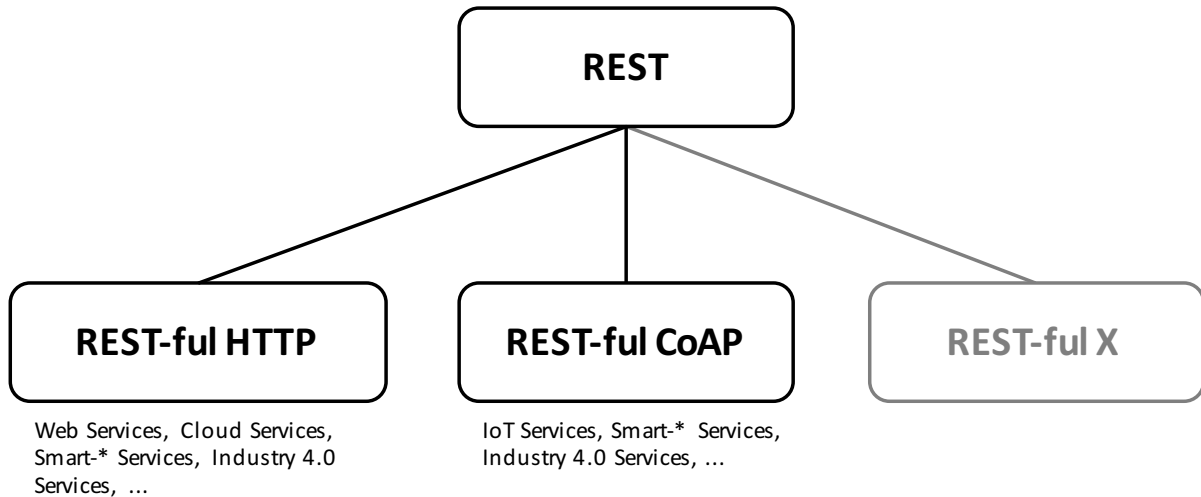 REST
REST-ful HTTP
REST-ful CoAP
REST-ful X
Web Services, Cloud Services,
Smart-* Services, Industry 4.0
Services, ...
IoT Services, Smart-* Services,
Industry 4.0 Services, ...